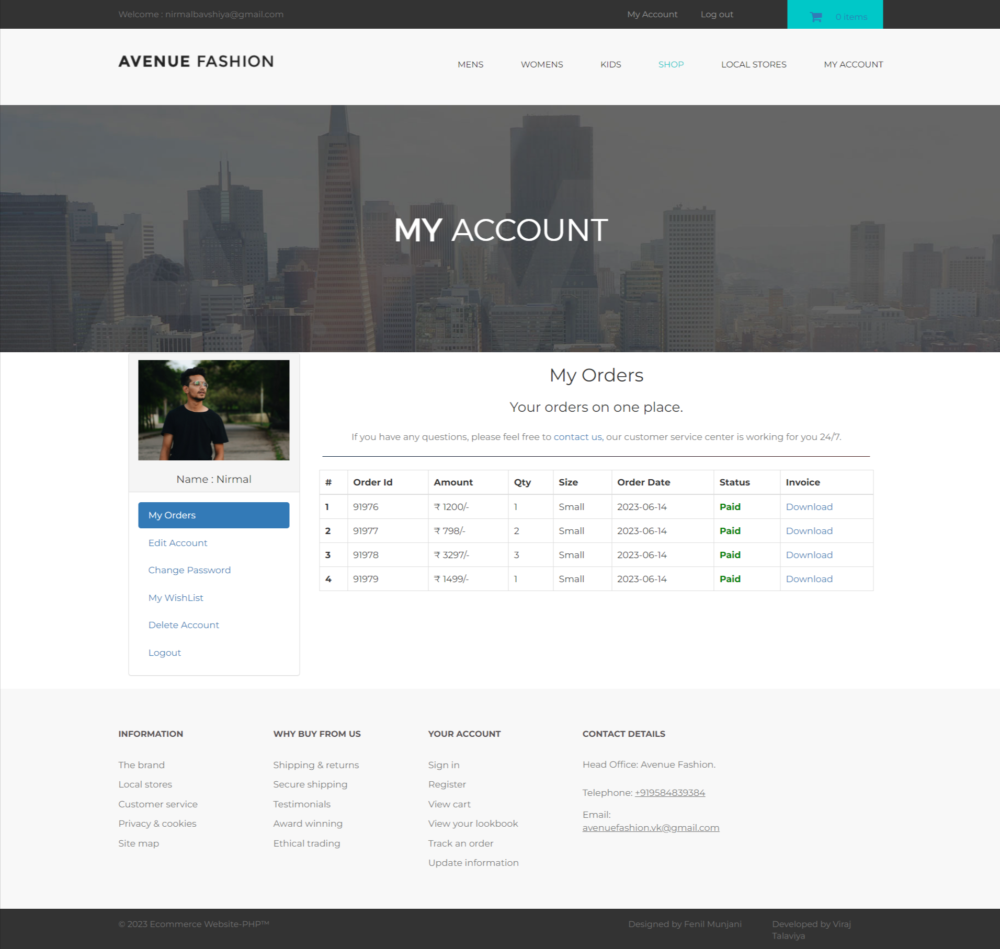 Welcome : nirmalbavshiya@gmail.com My Account Log out 0 items
AVENUE FASHION MENS WOMENS KIDS SHOP LOCAL STORES MY ACCOUNT
MY ACCOUNT
Name : Nirmal
My Orders
Edit Account
Change Password
My WishList
Delete Account
Logout
My Orders
Your orders on one place.
If you have any questions, please feel free to contact us, our customer service center is working for you 24/7.
# Order Id Amount Qty Size Order Date Status Invoice
1 91976 ₹ 1200/- 1 Small 2023-06-14 Paid Download
2 91977 ₹ 798/- 2 Small 2023-06-14 Paid Download
3 91978 ₹ 3297/- 3 Small 2023-06-14 Paid Download
4 91979 ₹ 1499/- 1 Small 2023-06-14 Paid Download
INFORMATION
The brand
Local stores
Customer service
Privacy & cookies
Site map
WHY BUY FROM US
Shipping & returns
Secure shipping
Testimonials
Award winning
Ethical trading
YOUR ACCOUNT
Sign in
Register
View cart
View your lookbook
Track an order
Update information
CONTACT DETAILS
Head Office: Avenue Fashion.
Telephone: +919584839384
Email:
avenuefashion.vk@gmail.com
© 2023 Ecommerce Website-PHP™ Designed by Fenil Munjani Developed by Viraj
Talaviya